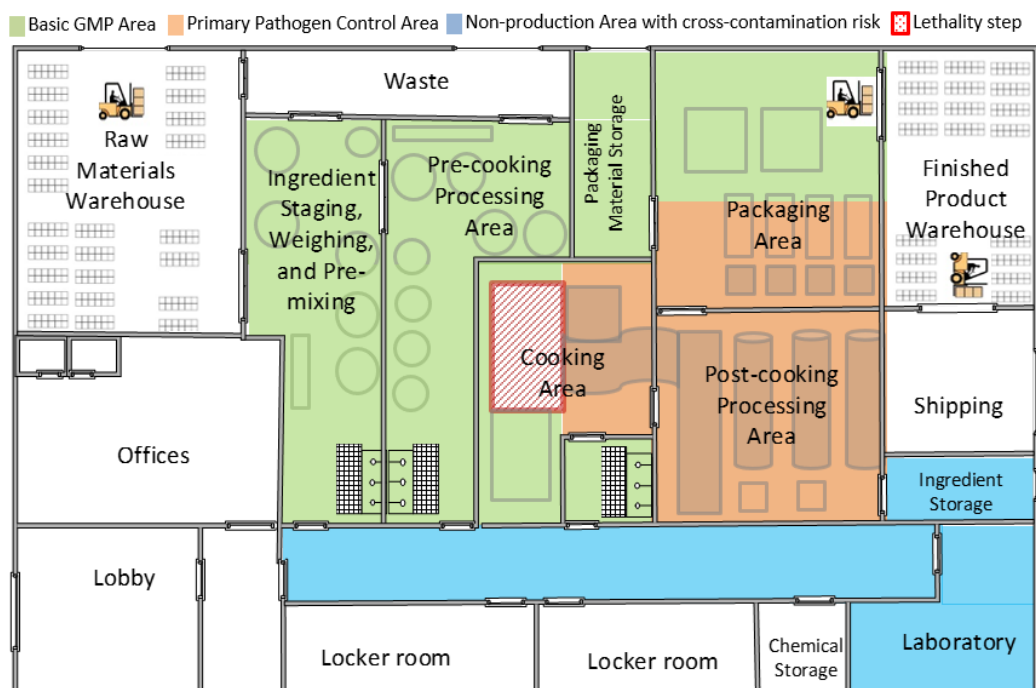 Basic GMP Area Primary Pathogen Control Area Non-production Area with cross-contamination risk Lethality step
Waste
Raw
Materials
Warehouse
Ingredient
Staging,
Weighing,
and Pre-
mixing
Pre-cooking
Processing
Area
Packaging
Material Storage
Packaging
Area
Finished
Product
Warehouse
Cooking
Area
Post-cooking
Processing
Area
Shipping
Offices
Ingredient
Storage
Lobby
Locker room
Locker room
Chemical
Storage
Laboratory